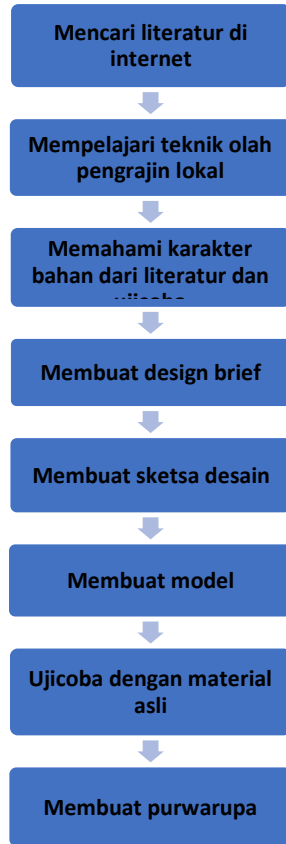 Mencari literatur di
internet
Mempelajari teknik olah
pengrajin lokal
Memahami karakter
bahan dari literatur dan
ujicoba
Membuat design brief
Membuat sketsa desain
Membuat model
Ujicoba dengan material
asli
Membuat purwarupa